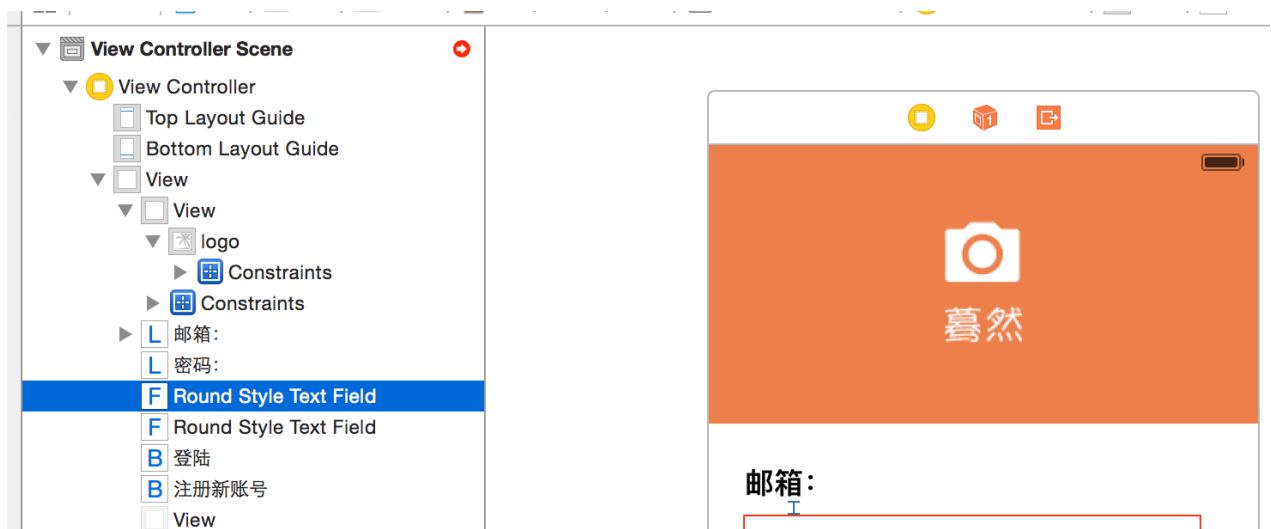 View Controller Scene
View Controller
Top Layout Guide
Bottom Layout Guide
View
View
logo
Constraints
Constraints
L 邮箱：
L 密码：
F Round Style Text Field
F Round Style Text Field
B 登陆
B 注册新账号
View
1
蓦然
邮箱：